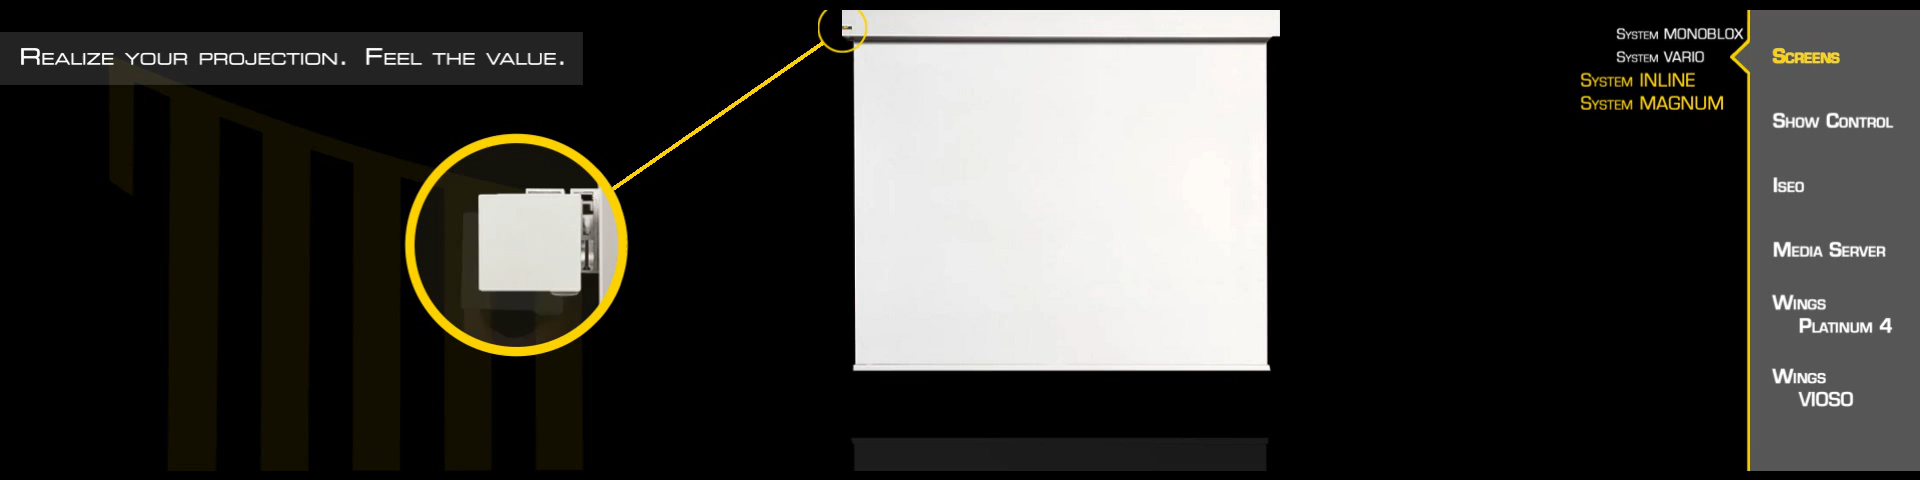 REALIZE YOUR PROJECTION. FEEL THE VALUE.
SYSTEM MONOBLOX
SYSTEM VARIO
SYSTEM INLINE
SYSTEM MAGNUM
SCREENS
SHOW CONTROL
ISEO
MEDIA SERVER
WINGS
PLATINUM 4
WINGS
VIOSO